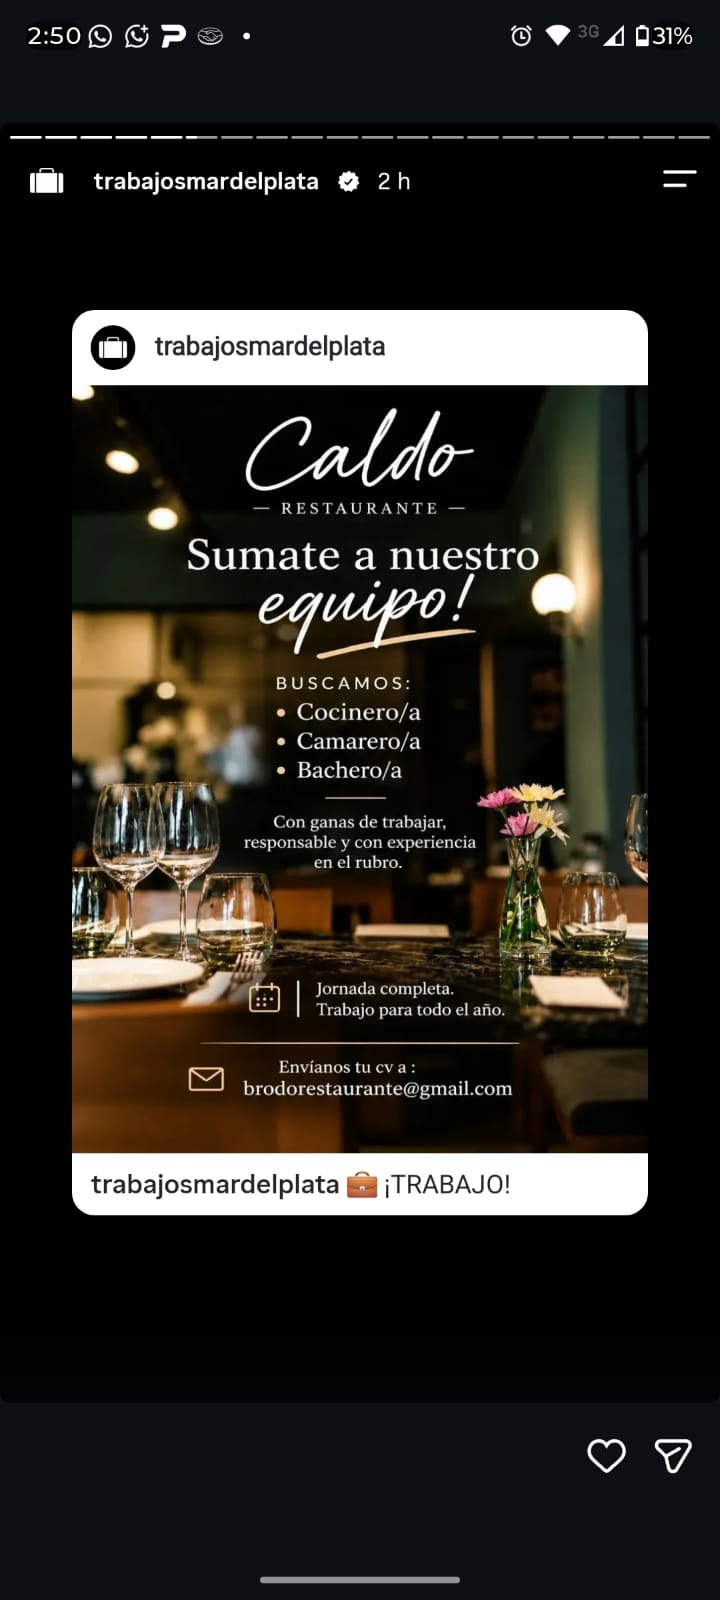 2:50
3G
31%
trabajosmardelplata
2 h
trabajosmardelplata
Caldo
— RESTAURANTE —
Sumate a nuestro
equipo!
BUSCAMOS:
• Cocinero/a
• Camarero/a
• Bachero/a
Con ganas de trabajar,
responsable y con experiencia
en el rubro.
Jornada completa.
Trabajo para todo el año.
Envíanos tu cv a :
brodorestaurante@gmail.com
trabajosmardelplata 💼 ¡TRABAJO!